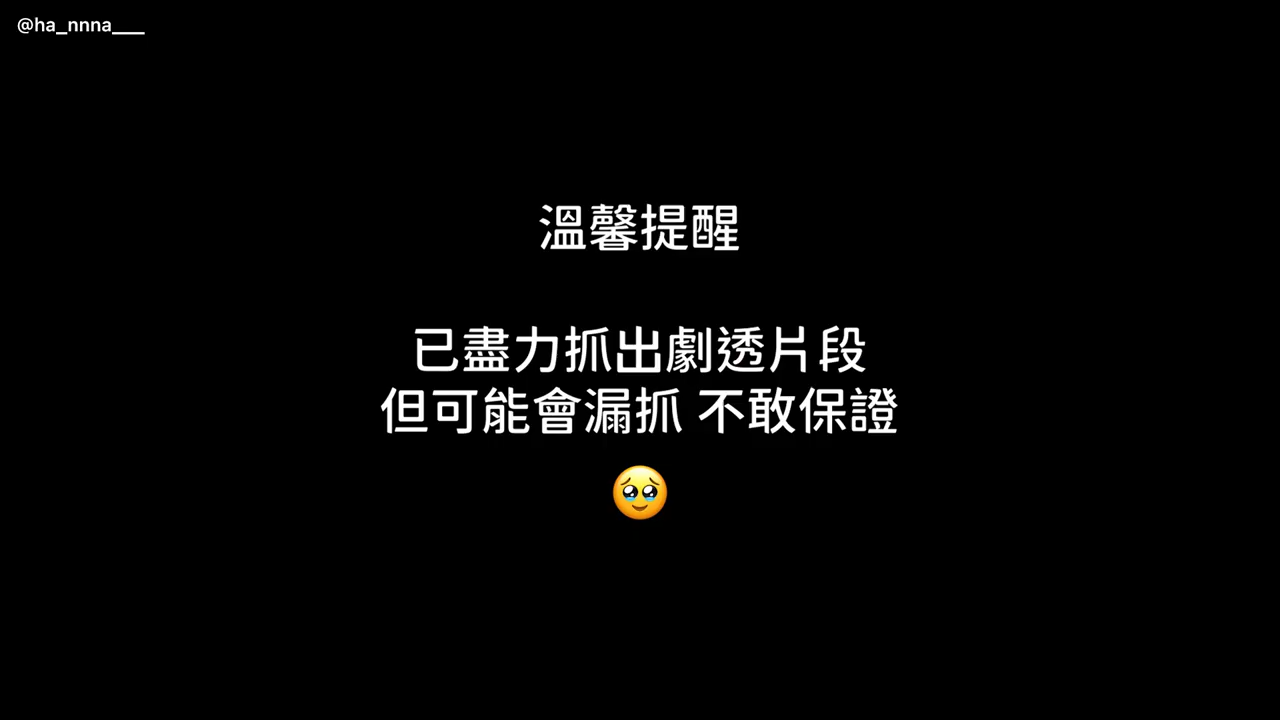 @ha_nnna___
溫馨提醒
已盡力抓出劇透片段
但可能會漏抓 不敢保證
🥹